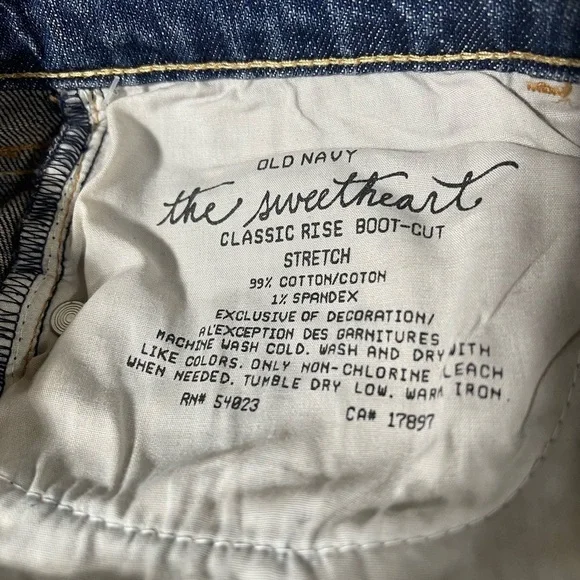 OLD NAVY
the sweetheart
CLASSIC RISE BOOT-CUT
STRETCH
99% COTTON/COTON
1% SPANDEX
EXCLUSIVE OF DECORATION/
A L'EXCEPTION DES GARNITURES
MACHINE WASH COLD. WASH AND DRY WITH
LIKE COLORS. ONLY NON-CHLORINE LEACH
WHEN NEEDED. TUMBLE DRY LOW. WARM IRON.
RN# 54023 CA# 17897